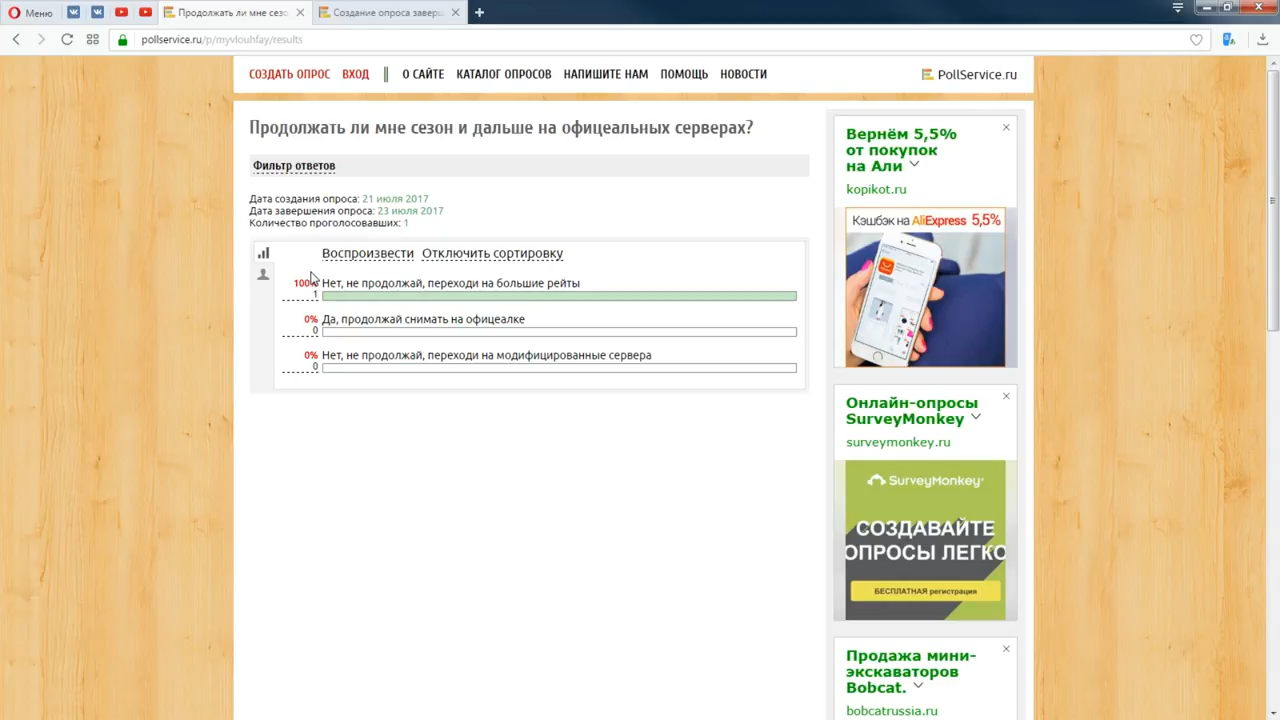 Меню
Продолжать ли мне сезо
Создание опроса заверш
pollservice.ru/p/myvlouhfay/results
СОЗДАТЬ ОПРОС ВХОД О САЙТЕ КАТАЛОГ ОПРОСОВ НАПИШИТЕ НАМ ПОМОЩЬ НОВОСТИ
PollService.ru
Продолжать ли мне сезон и дальше на офицеальных серверах?
Фильтр ответов
Дата создания опроса: 21 июля 2017
Дата завершения опроса: 23 июля 2017
Количество проголосовавших: 1
Воспроизвести Отключить сортировку
100% Нет, не продолжай, переходи на большие рейты
1
0% Да, продолжай снимать на офицеалке
0
0% Нет, не продолжай, переходи на модифицированные сервера
0
Вернём 5,5%
от покупок
на Али
kopikot.ru
Кэшбэк на AliExpress 5,5%
Онлайн-опросы
SurveyMonkey
surveymonkey.ru
SurveyMonkey
СОЗДАВАЙТЕ
ОПРОСЫ ЛЕГКО
БЕСПЛАТНАЯ регистрация
Продажа мини-
экскаваторов
Bobcat.
bobcatrussia.ru